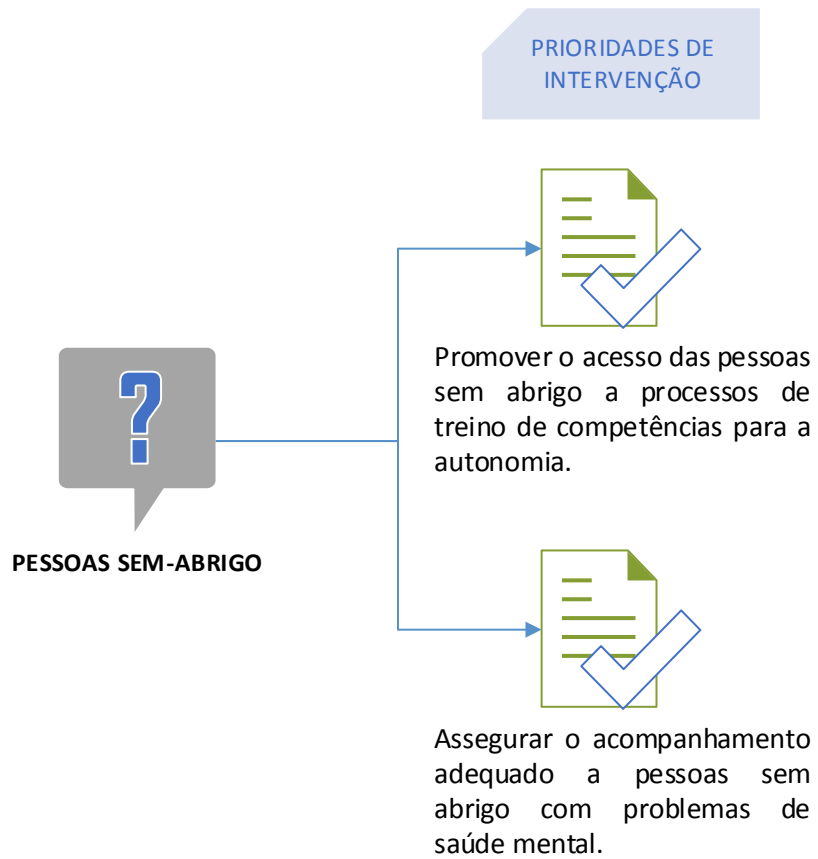 PRIORIDADES DE
INTERVENÇÃO
?
Promover o acesso das pessoas
sem abrigo a processos de
treino de competências para a
autonomia.
PESSOAS SEM-ABRIGO
Assegurar o acompanhamento
adequado a pessoas sem
abrigo com problemas de
saúde mental.